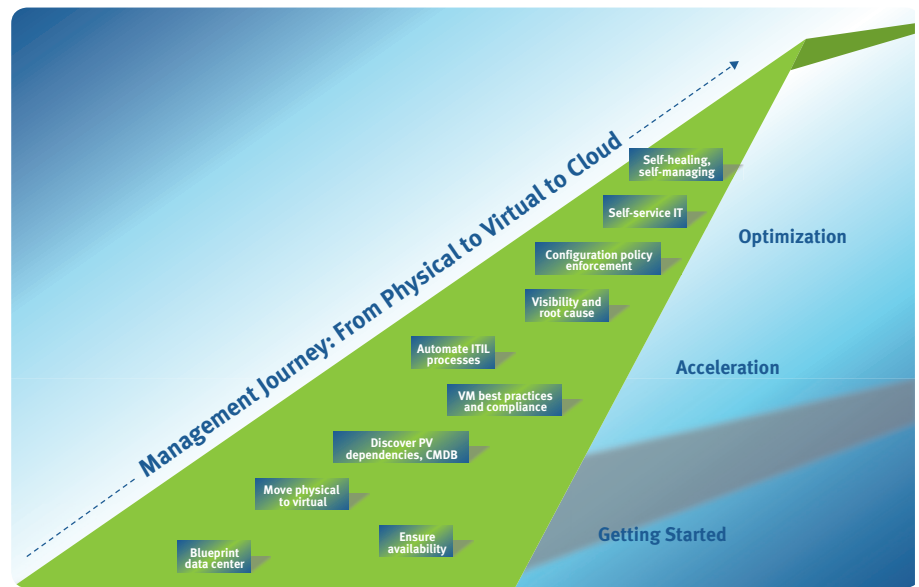 Management Journey: From Physical to Virtual to Cloud
Self-healing,
self-managing
Self-service IT
Optimization
Configuration policy
enforcement
Visibility and
root cause
Automate ITIL
processes
Acceleration
VM best practices
and compliance
Discover PV
dependencies, CMDB
Move physical
to virtual
Getting Started
Ensure
availability
Blueprint
data center